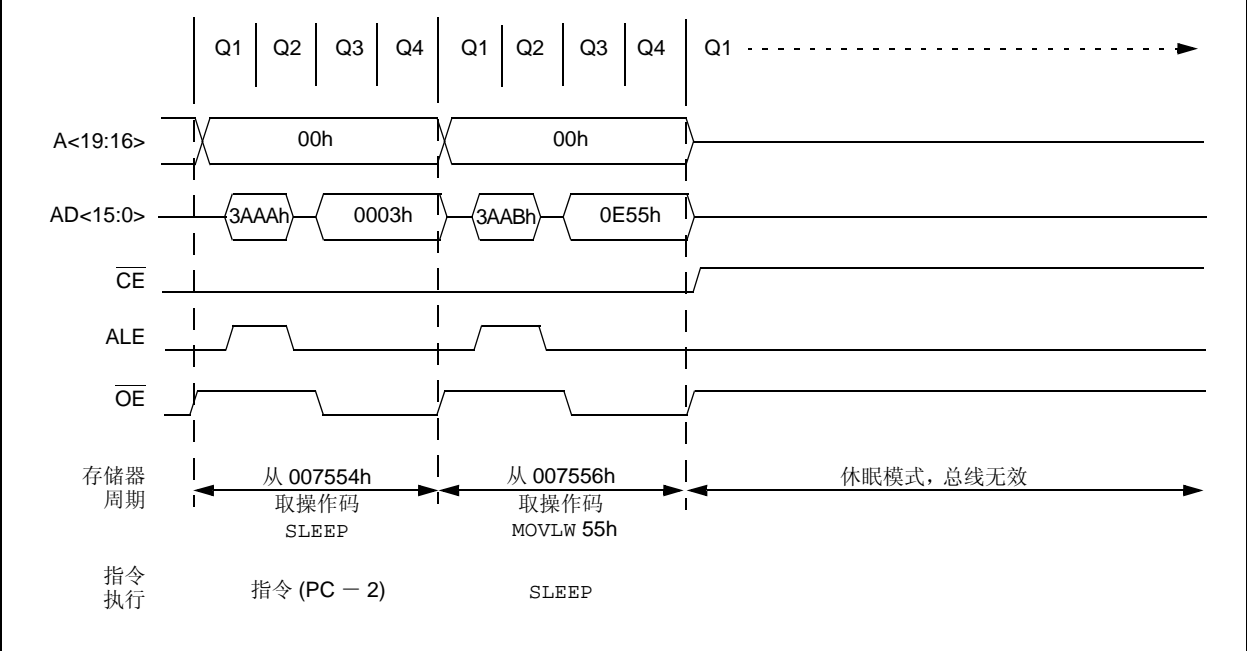 Q1 Q2 Q3 Q4 Q1 Q2 Q3 Q4 Q1
A<19:16> 00h 00h
AD<15:0> 3AAAh 0003h 3AABh 0E55h
CE
ALE
OE
存储器
周期
从 007554h
取操作码
SLEEP
从 007556h
取操作码
MOVLW 55h
休眠模式，总线无效
指令
执行
指令 (PC － 2)
SLEEP